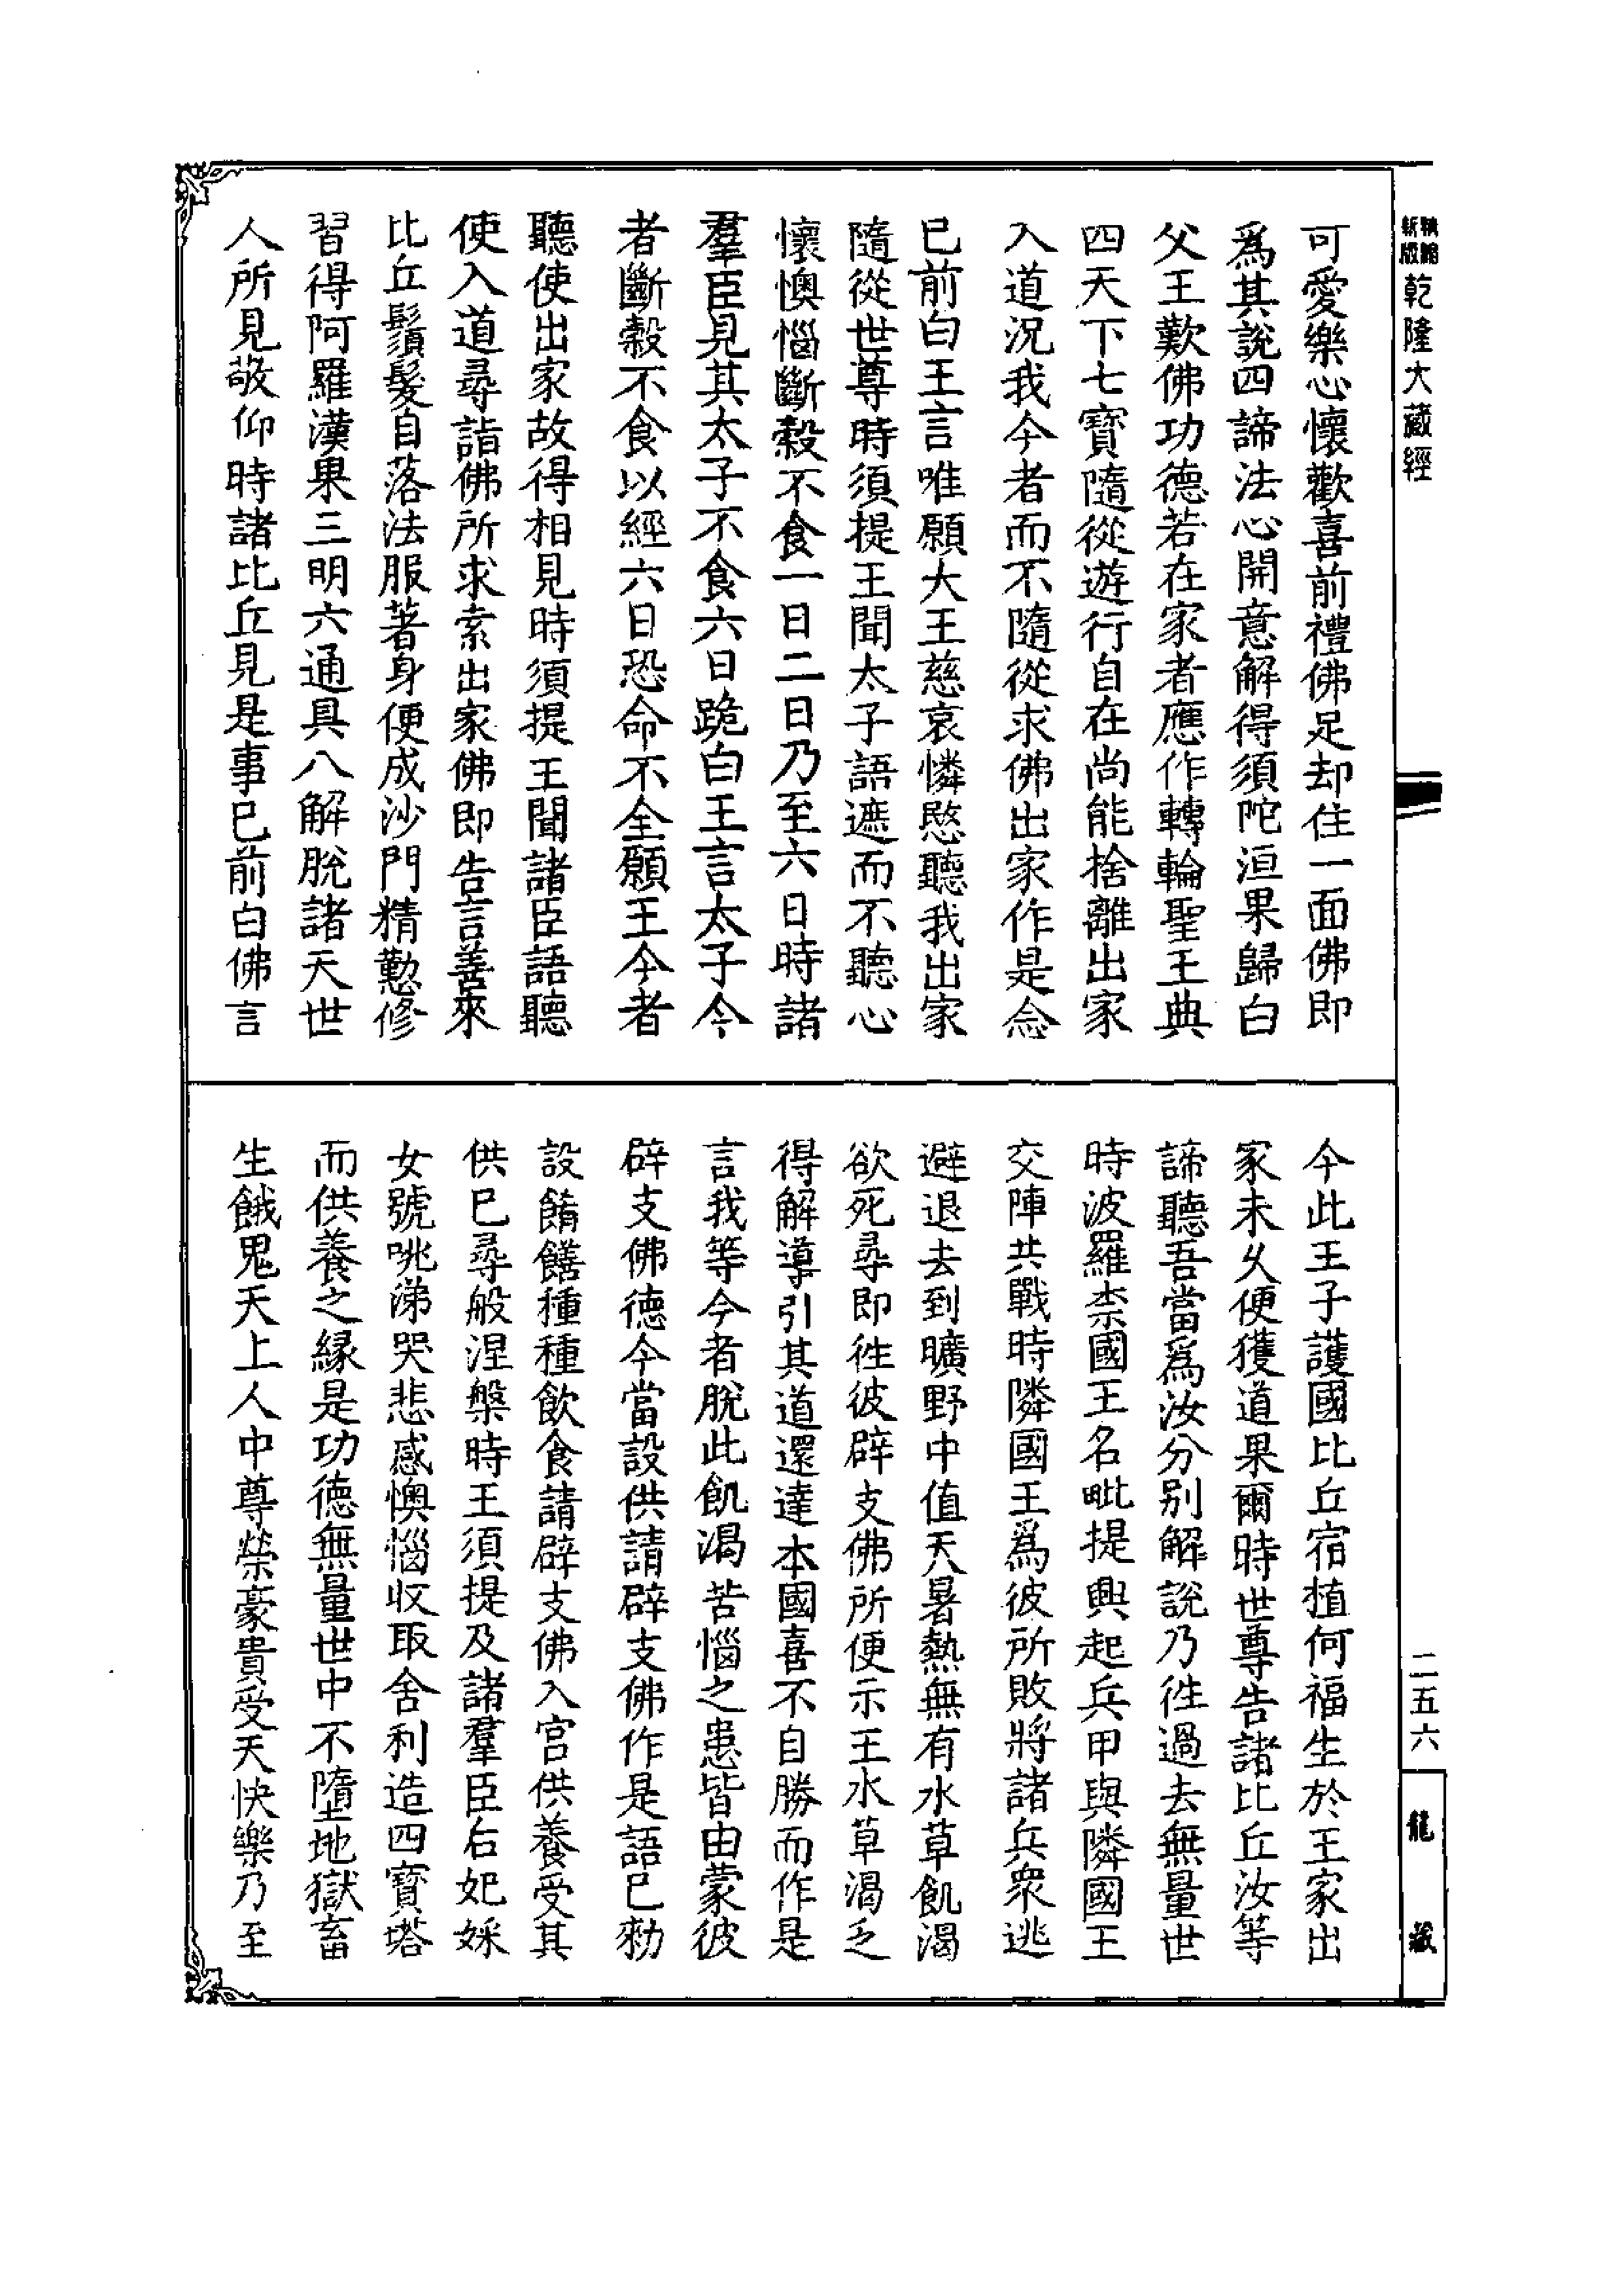 乾隆大藏經
可愛樂心懷歡喜前禮佛足却住一面佛即
爲其說四諦法心開意解得須陀洹果歸白
父王歎佛功德若在家者應作轉輪聖王典
四天下七寶隨從遊行自在尚能捨離出家
入道況我今者而不隨從求佛出家作是念
已前白王言唯願大王慈哀憐愍聽我出家
隨從世尊時須提王聞太子語遮而不聽心
懷懊惱斷穀不食一日二日乃至六日時諸
羣臣見其太子不食六日跪白王言太子今
者斷穀不食以經六日恐命不全願王今者
聽使出家故得相見時須提王聞諸臣語聽
使入道尋詣佛所求索出家佛即告言善來
比丘鬚髮自落法服著身便成沙門精懃修
習得阿羅漢果三明六通具八解脫諸天世
人所見敬仰時諸比丘見是事已前白佛言
今此王子護國比丘宿植何福生於王家出
家未久便獲道果爾時世尊告諸比丘汝等
諦聽吾當爲汝分别解說乃徃過去無量世
時波羅柰國王名毗提興起兵甲與隣國王
交陣共戰時隣國王爲彼所敗將諸兵衆逃
避退去到曠野中值天暑熱無有水草飢渴
欲死尋即徃彼辟支佛所便示王水草渴乏
得解導引其道還達本國喜不自勝而作是
言我等今者脫此飢渴苦惱之患皆由蒙彼
辟支佛德今當設供請辟支佛作是語已勑
設餚饍種種飲食請辟支佛入宮供養受其
供已尋般涅槃時王須提及諸羣臣后妃婇
女號咷涕哭悲感懊惱収取舍利造四寶塔
而供養之縁是功德無量世中不墮地獄畜
生餓鬼天上人中尊榮豪貴受天快樂乃至
二五六
龍藏